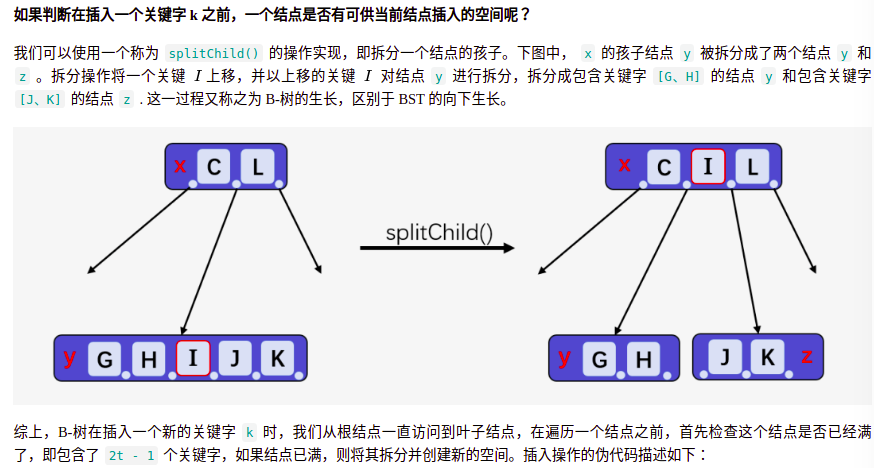 如果判断在插入一个关键字 k 之前，一个结点是否有可供当前结点插入的空间呢？
我们可以使用一个称为 splitChild() 的操作实现，即拆分一个结点的孩子。下图中， x 的孩子结点 y 被拆分成了两个结点 y 和
z 。拆分操作将一个关键 I 上移，并以上移的关键 I 对结点 y 进行拆分，拆分成包含关键字 [G、H] 的结点 y 和包含关键字
[J、K] 的结点 z . 这一过程又称之为 B-树的生长，区别于 BST 的向下生长。
x C L
x C I L
splitChild()
y G H I J K
y G H
J K z
综上，B-树在插入一个新的关键字 k 时，我们从根结点一直访问到叶子结点，在遍历一个结点之前，首先检查这个结点是否已经满
了，即包含了 2t - 1 个关键字，如果结点已满，则将其拆分并创建新的空间。插入操作的伪代码描述如下：